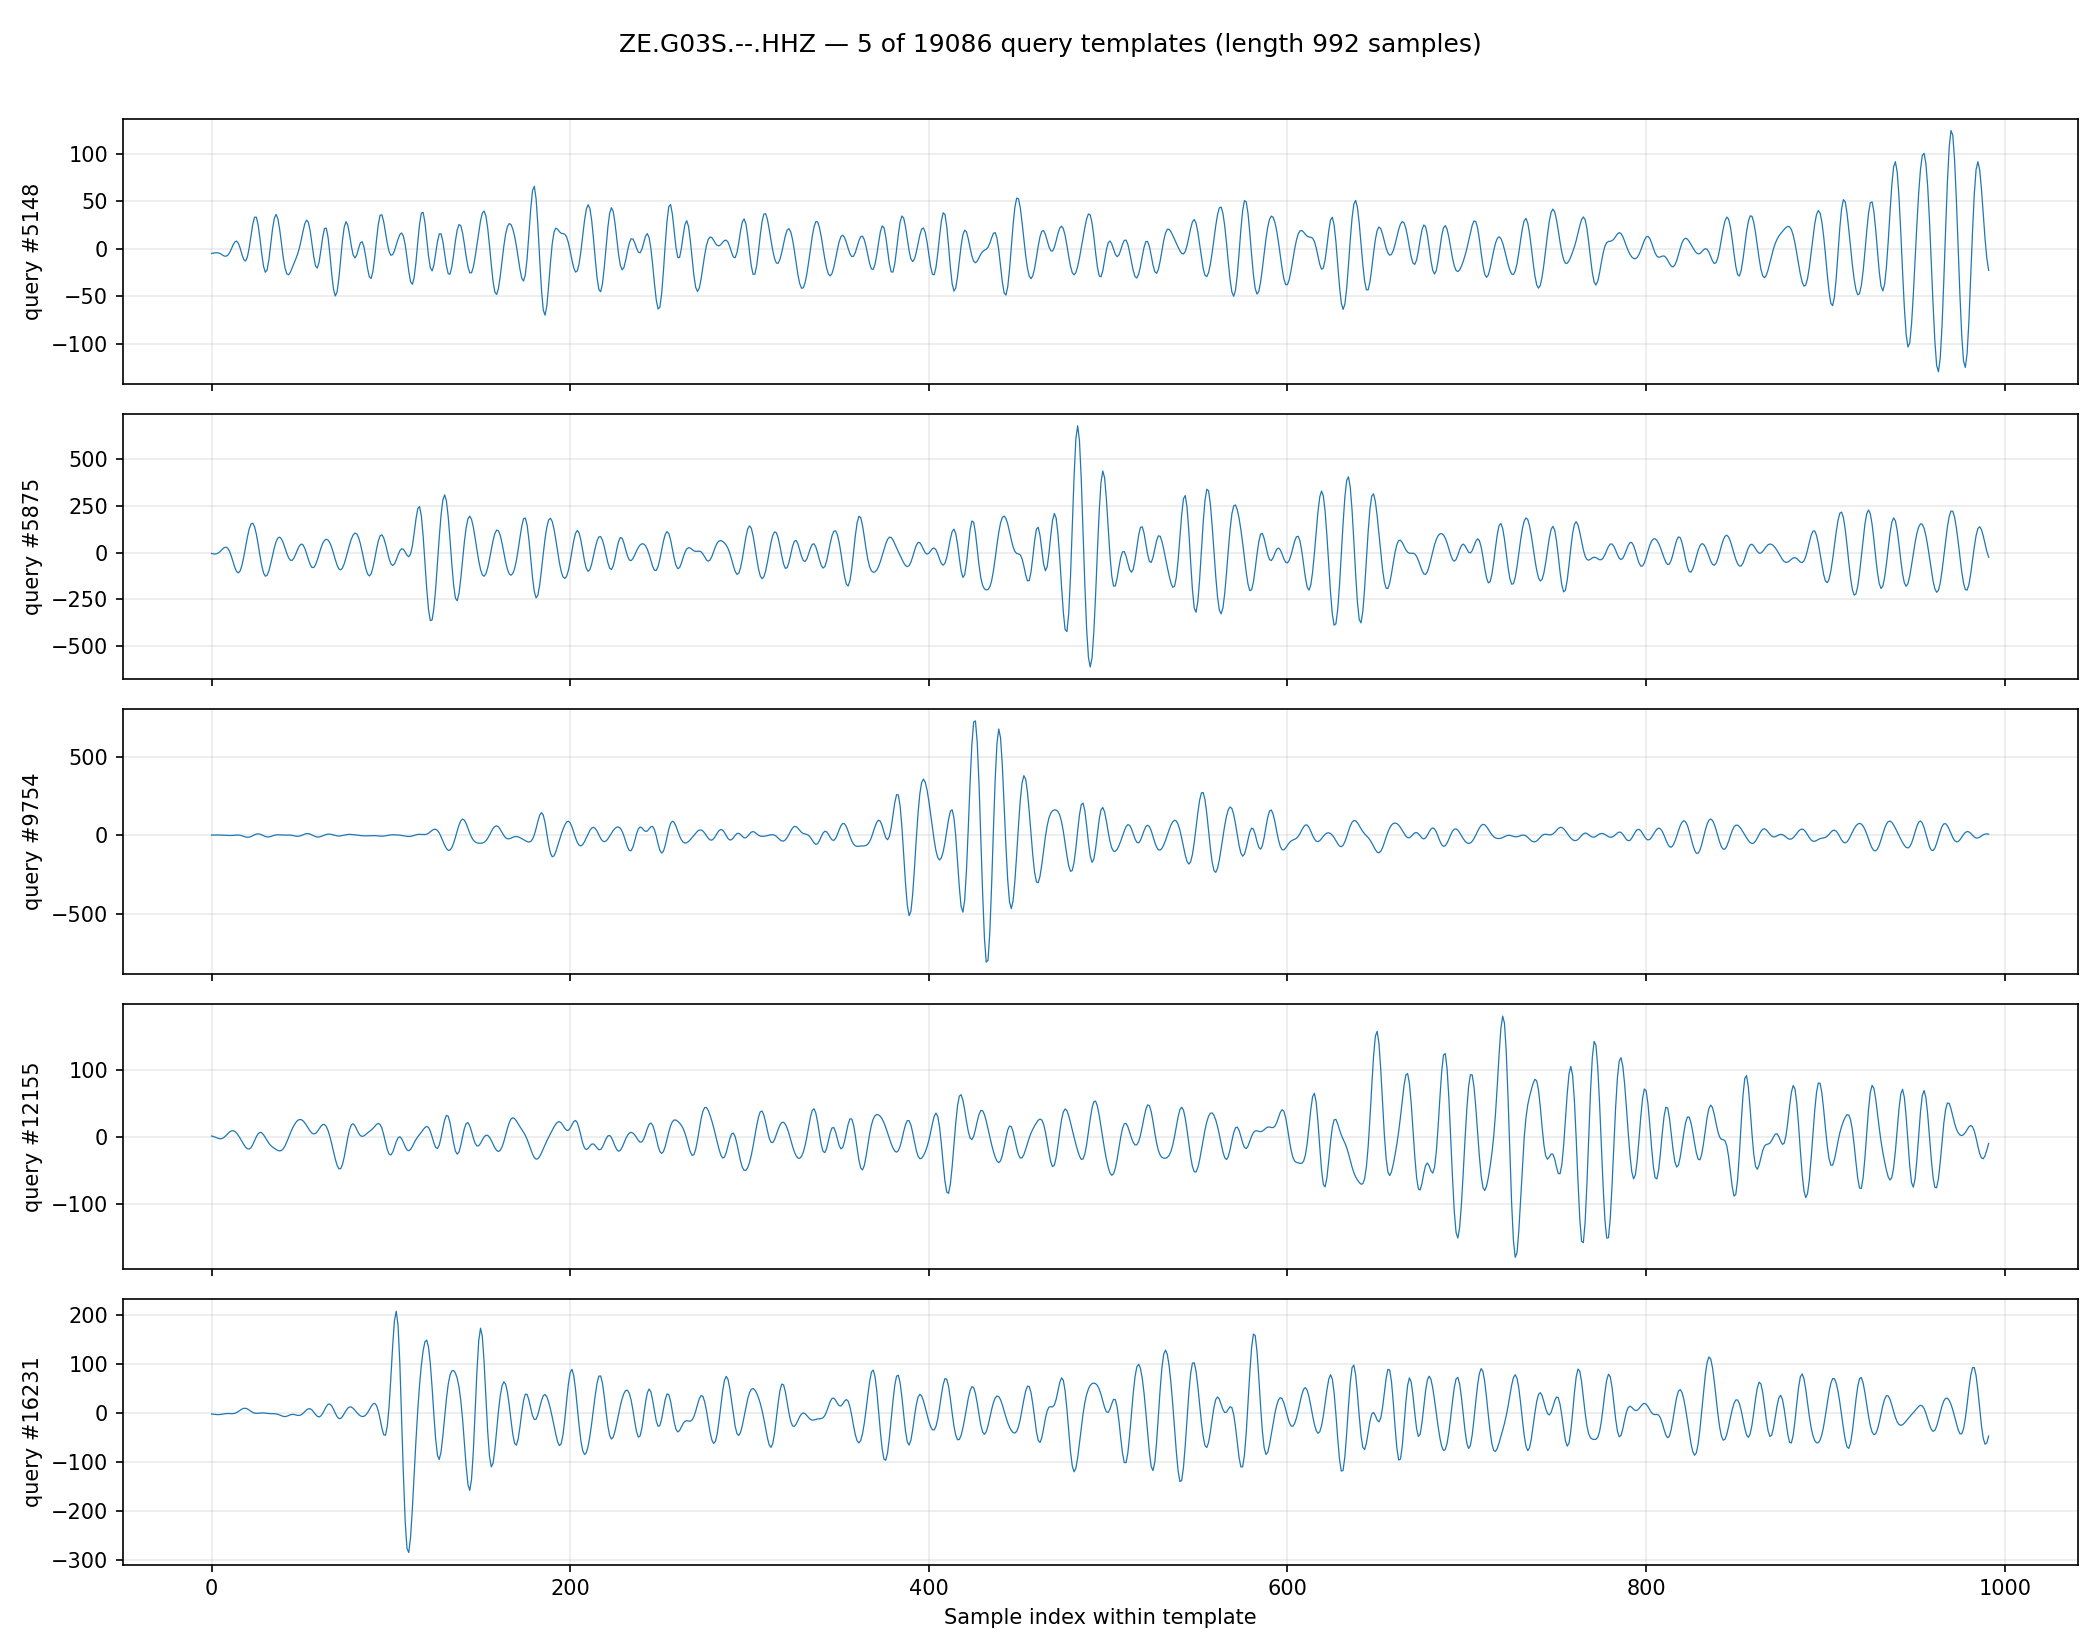 ZE.G03S.--.HHZ — 5 of 19086 query templates (length 992 samples)
100
50
0
−50
−100
query #5148
500
250
0
−250
−500
query #5875
500
0
−500
query #9754
100
0
−100
query #12155
200
100
0
−100
−200
−300
query #16231
0 200 400 600 800 1000
Sample index within template